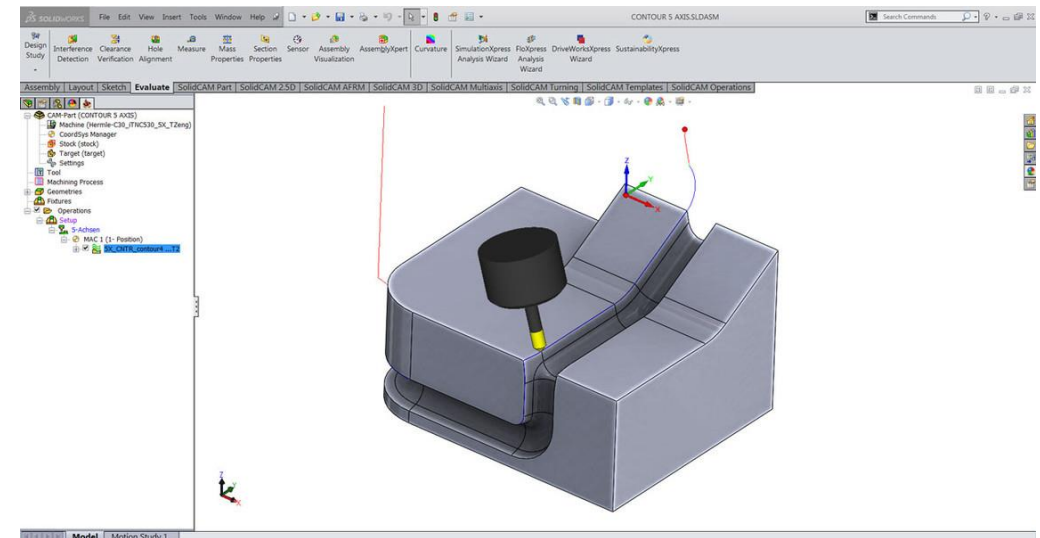 SOLIDWORKS File Edit View Insert Tools Window Help CONTOUR 5 AXIS.SLDASM Search Commands
Design Study
Interference Detection
Clearance Verification
Hole Alignment
Measure
Mass Properties
Section Properties
Sensor
Assembly Visualization
AssemblyXpert
Curvature
SimulationXpress Analysis Wizard
FloXpress Analysis Wizard
DriveWorksXpress Wizard
SustainabilityXpress
Assembly Layout Sketch Evaluate SolidCAM Part SolidCAM 2.5D SolidCAM AFRM SolidCAM 3D SolidCAM Multiaxis SolidCAM Turning SolidCAM Templates SolidCAM Operations
CAM-Part (CONTOUR 5 AXIS)
Machine (Hermle-C30_iTNC530_5X_TZeng)
CoordSys Manager
Stock (stock)
Target (target)
Settings
Tool
Machining Process
Geometries
Fixtures
Operations
Setup
5-Achsen
MAC 1 (1- Position)
5X_CNTR_contour4 ...T2
Z
Y
X
Z
Y
X
Model Motion Study 1